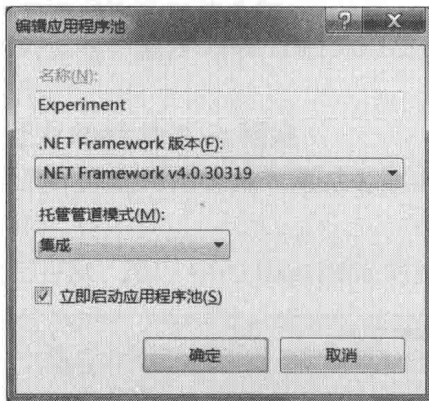 编辑应用程序池
名称(N):
Experiment
.NET Framework 版本(F):
.NET Framework v4.0.30319
托管管道模式(M):
集成
立即启动应用程序池(S)
确定
取消